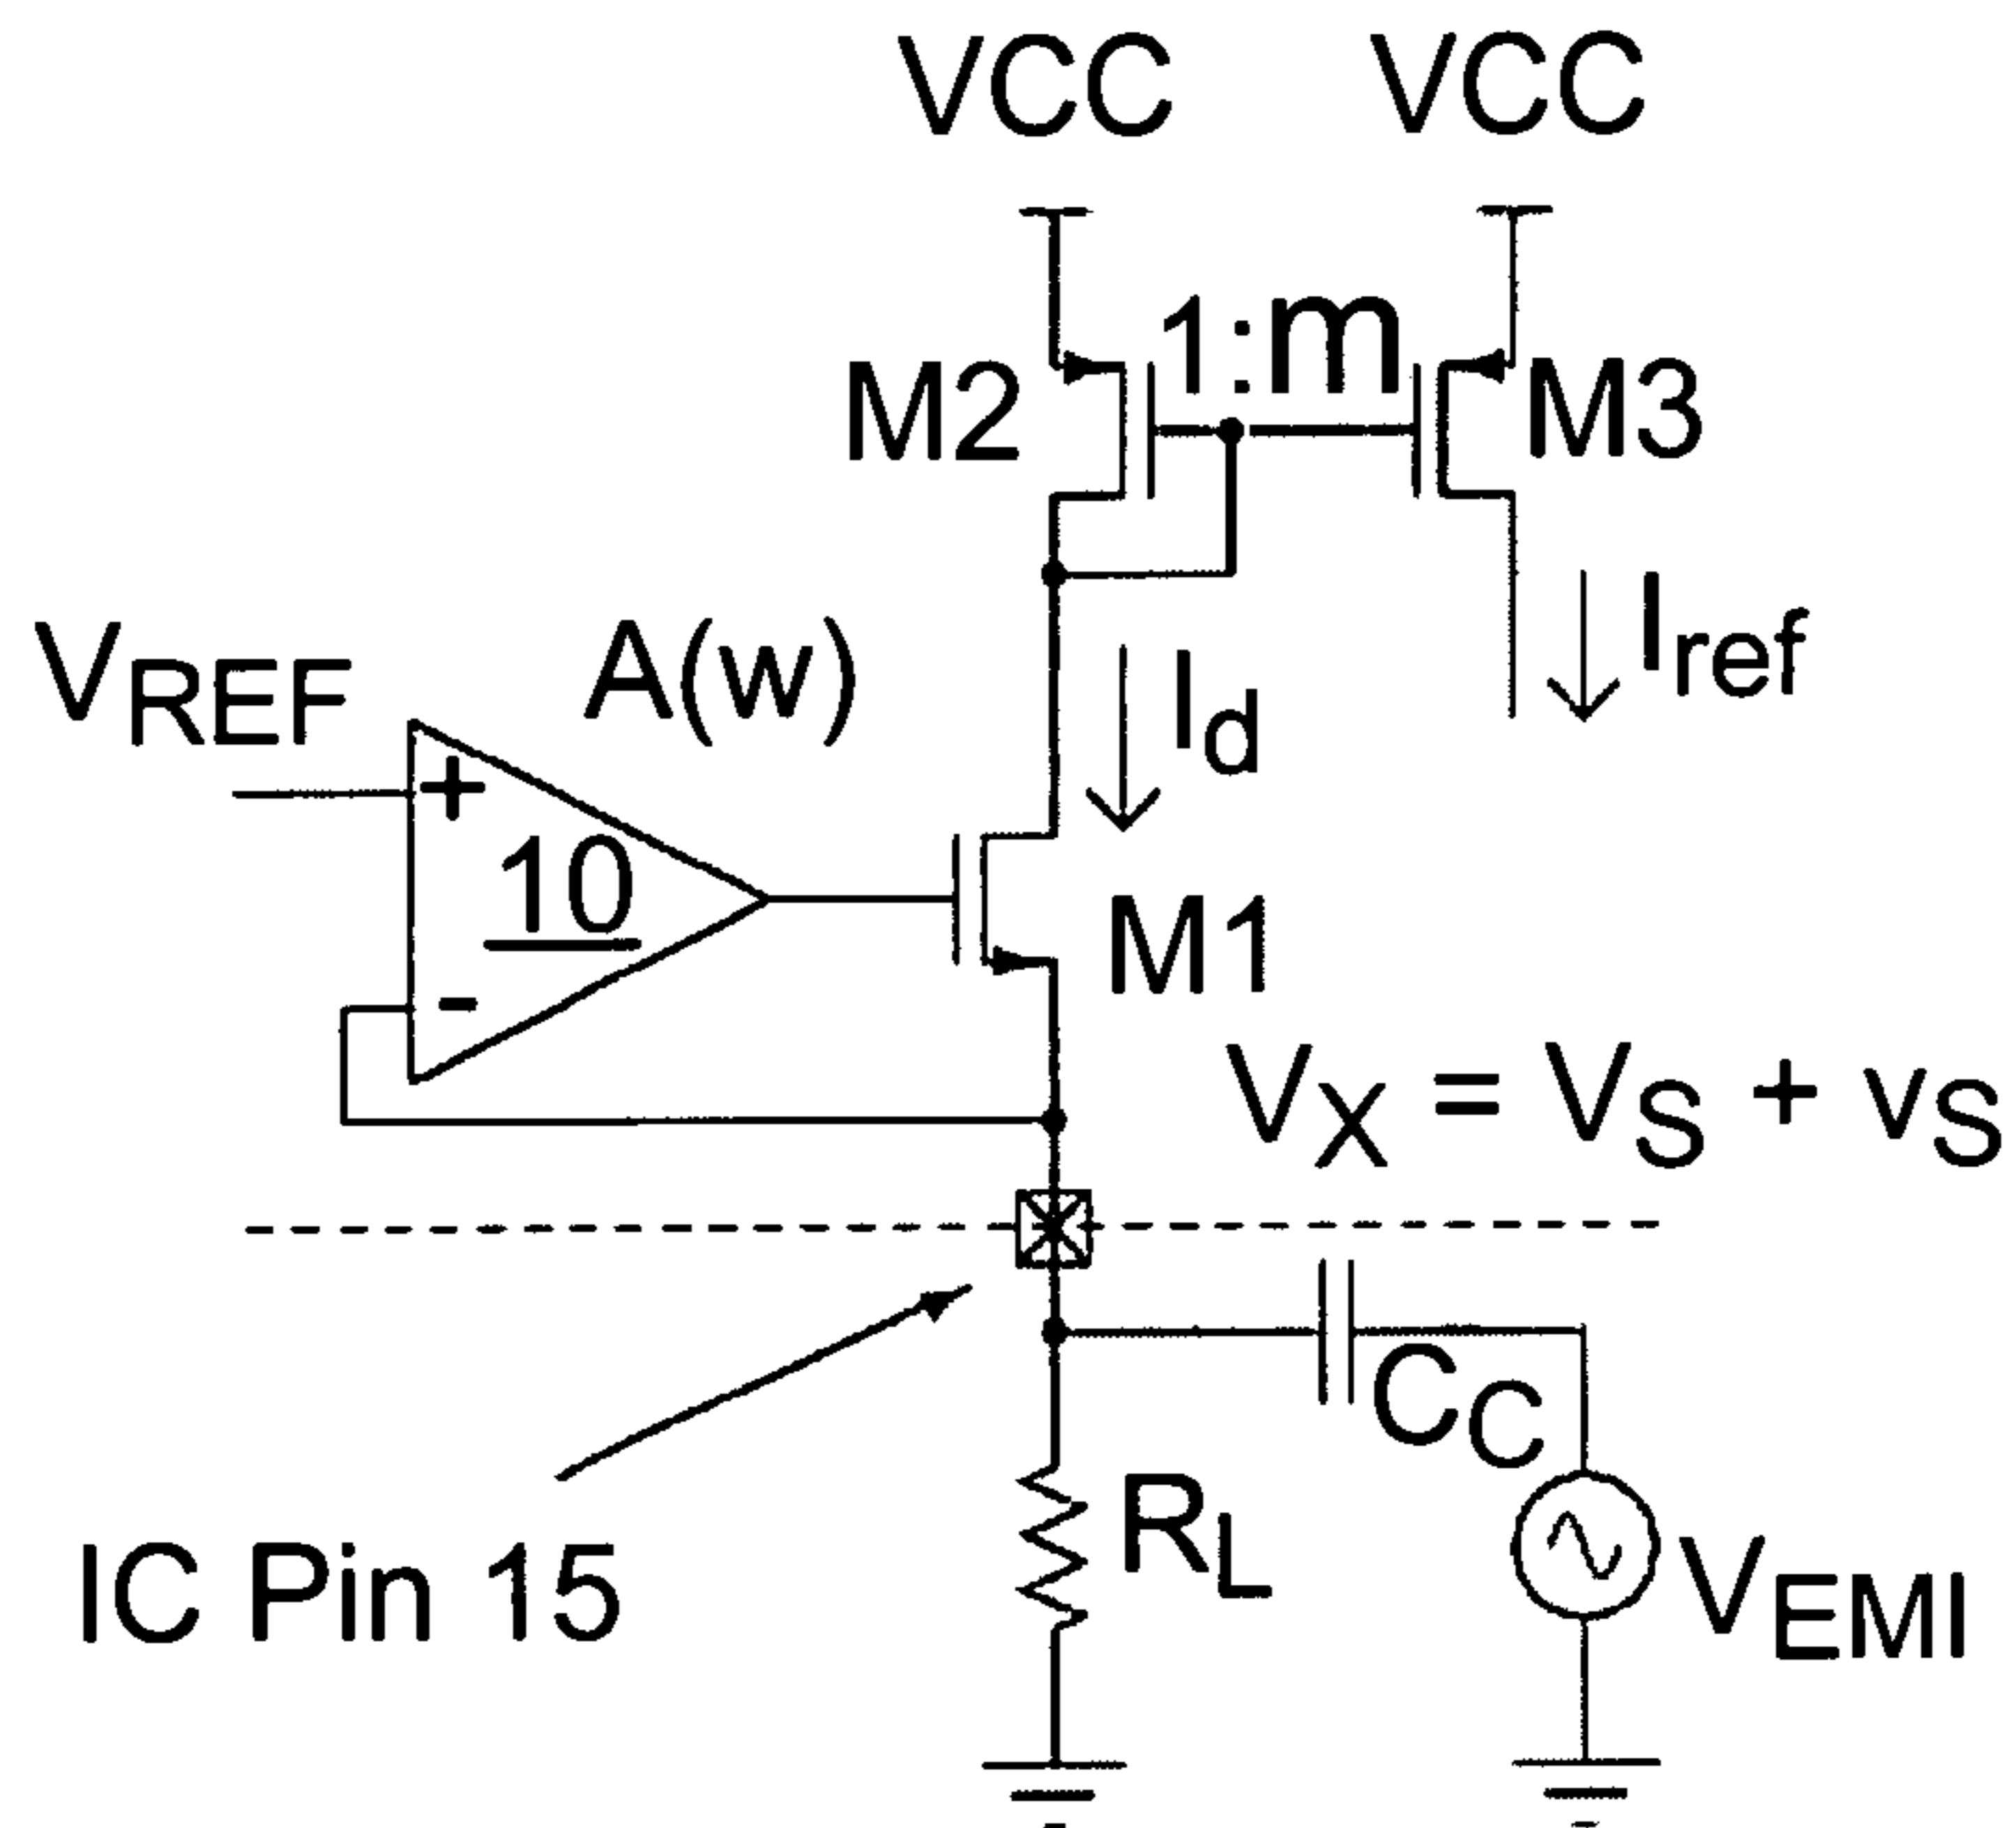 VCC VCC
1:m
M2 M3
VREF A(w) Id Iref
+
10
-
M1
VX = VS + vS
CC
RL
IC Pin 15 VEMI